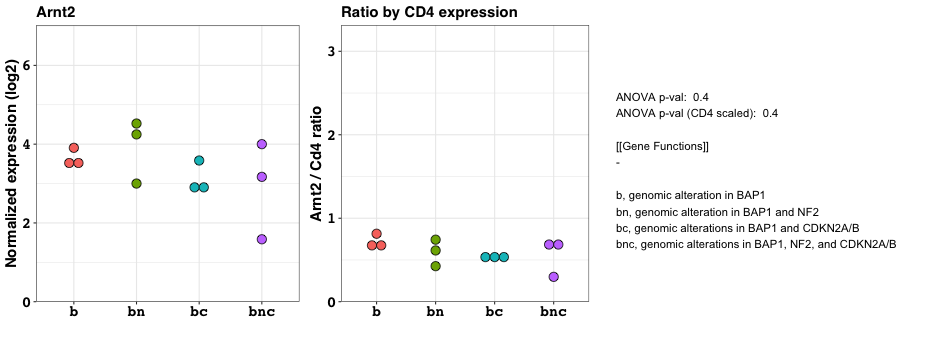 Arnt2
Normalized expression (log2)
6
4
2
0
b bn bc bnc
Ratio by CD4 expression
Arnt2 / Cd4 ratio
3
2
1
0
b bn bc bnc
ANOVA p-val:  0.4
ANOVA p-val (CD4 scaled):  0.4
[[Gene Functions]]
-
b, genomic alteration in BAP1
bn, genomic alteration in BAP1 and NF2
bc, genomic alterations in BAP1 and CDKN2A/B
bnc, genomic alterations in BAP1, NF2, and CDKN2A/B